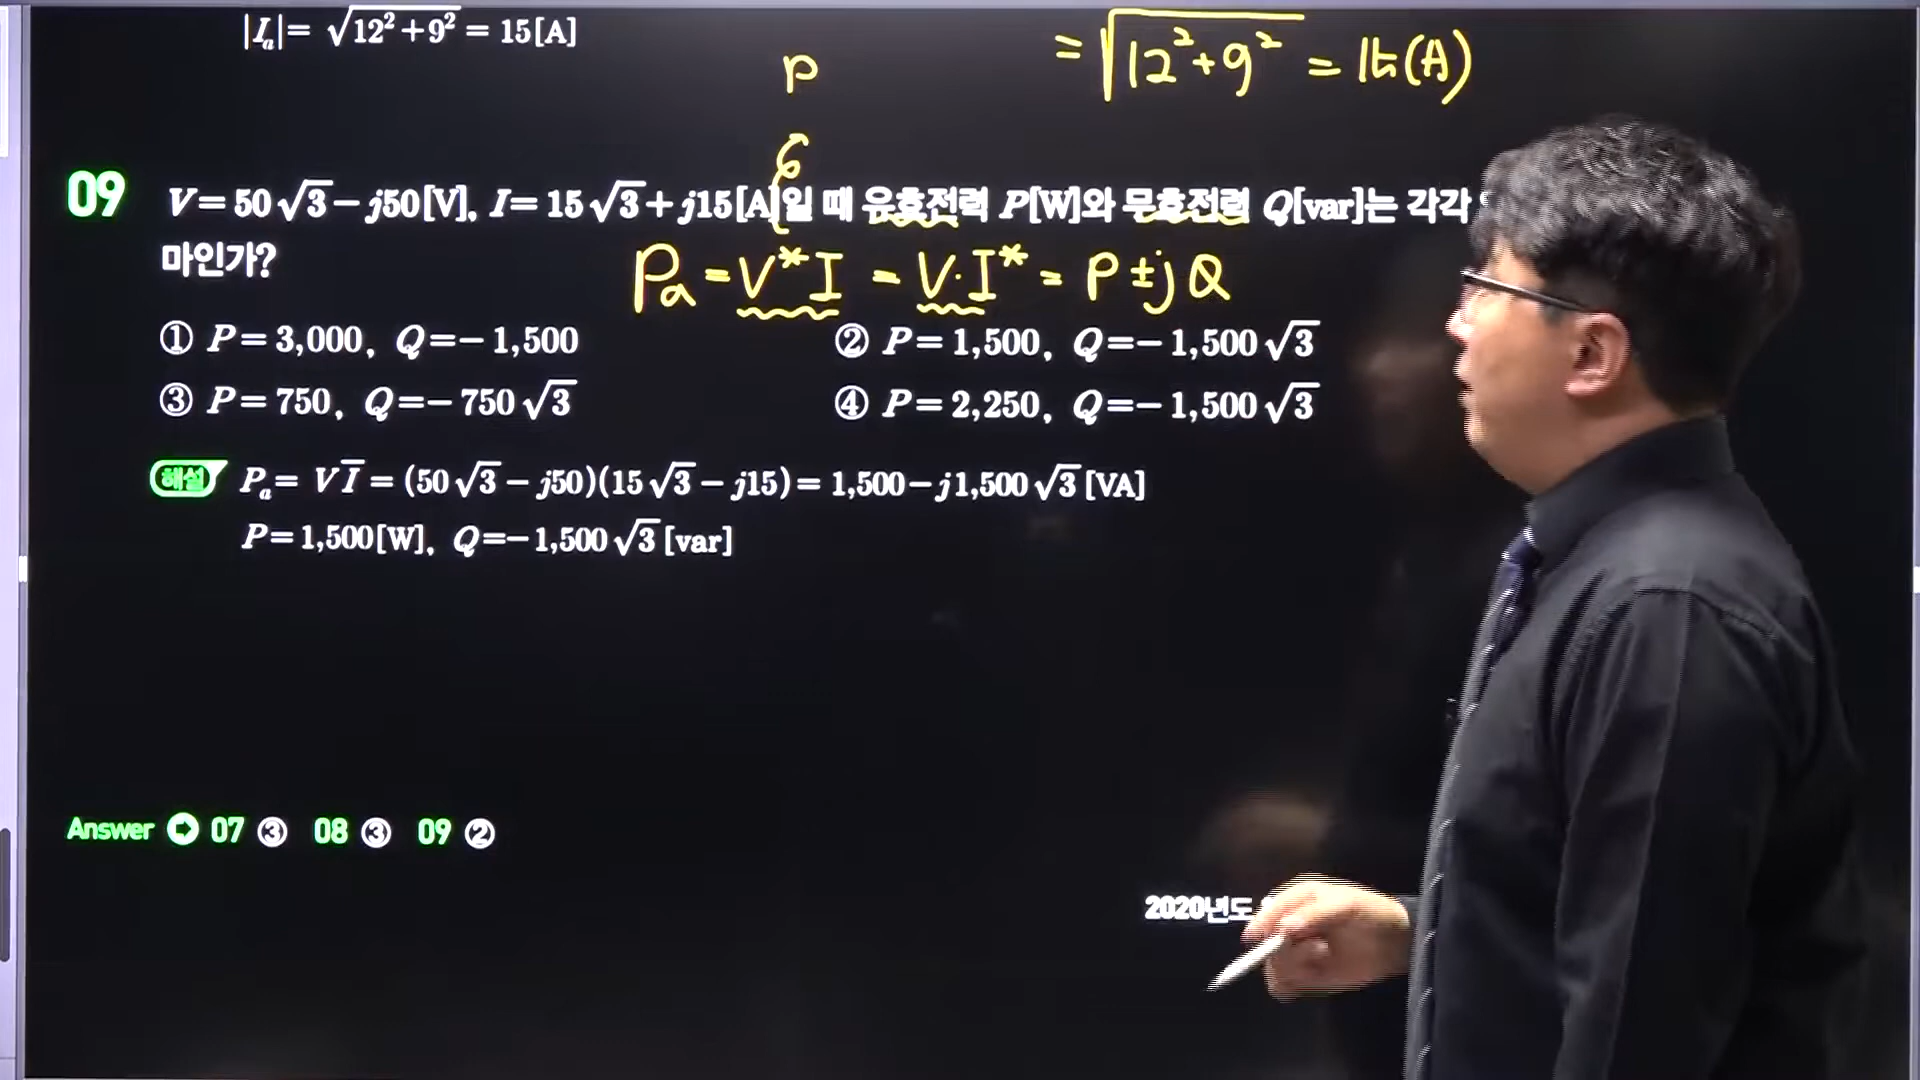 |Iₐ|= √12²+9² = 15[A]
= √12²+9² = 15(A)
P
09 V=50√3−j50[V], I=15√3+j15[A]일 때 유효전력 P[W]와 무효전력 Q[var]는 각각
마인가?
Pa = V*I = V·I* = P ± jQ
① P=3,000, Q=−1,500 ② P=1,500, Q=−1,500√3
③ P=750, Q=−750√3 ④ P=2,250, Q=−1,500√3
해설 Pₐ= VI̅=(50√3−j50)(15√3−j15)=1,500−j1,500√3[VA]
P=1,500[W], Q=−1,500√3[var]
Answer 07 ③ 08 ③ 09 ②
2020년도